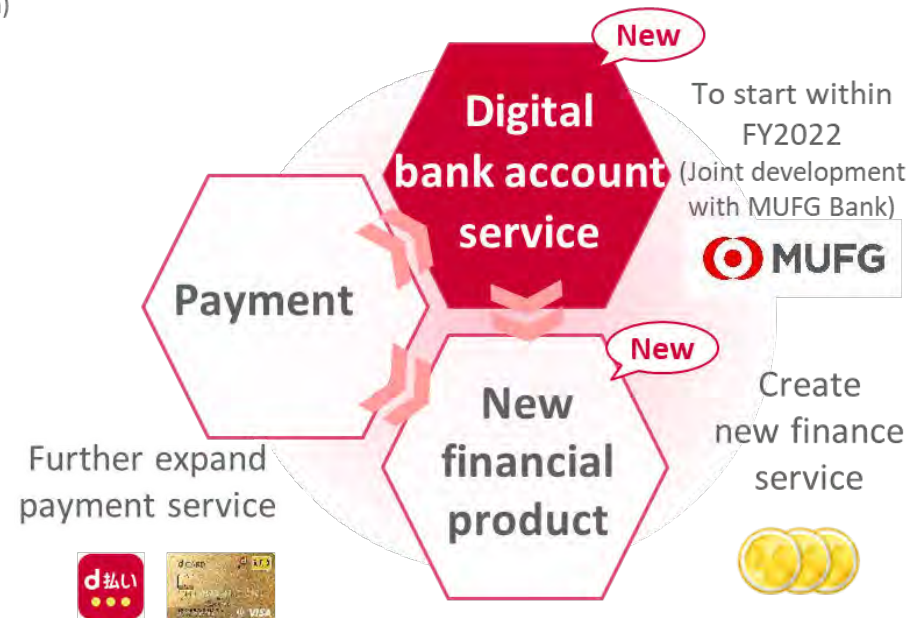 New
Digital
bank account
service
To start within
FY2022
(Joint development
with MUFG Bank)
MUFG
Payment
New
New
financial
product
Create
new finance
service
Further expand
payment service
d払い
d CARD
VISA